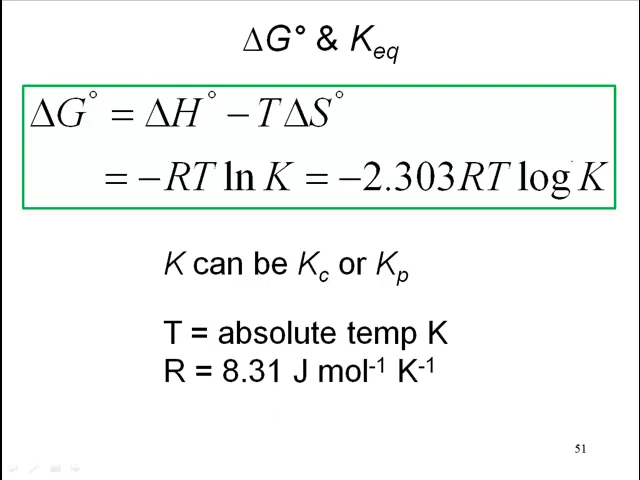 ΔG° & Keq
ΔG° = ΔH° − TΔS°
= −RT ln K = −2.303RT log K
K can be Kc or Kp
T = absolute temp K
R = 8.31 J mol⁻¹ K⁻¹
51